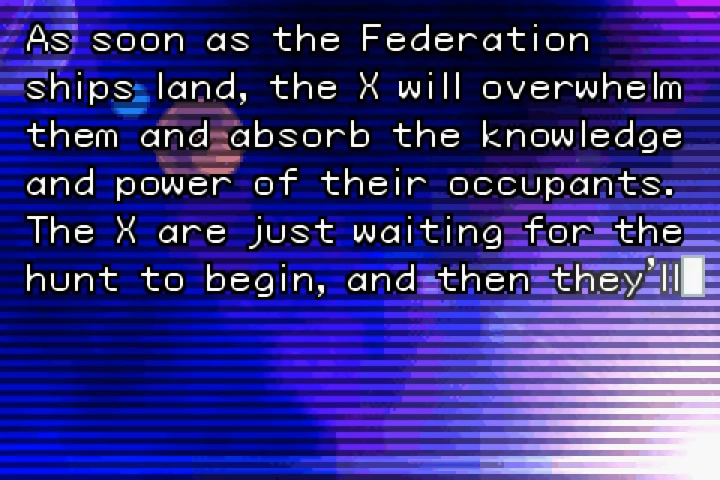 As soon as the Federation
ships land, the X will overwhelm
them and absorb the knowledge
and power of their occupants.
The X are just waiting for the
hunt to begin, and then they'll